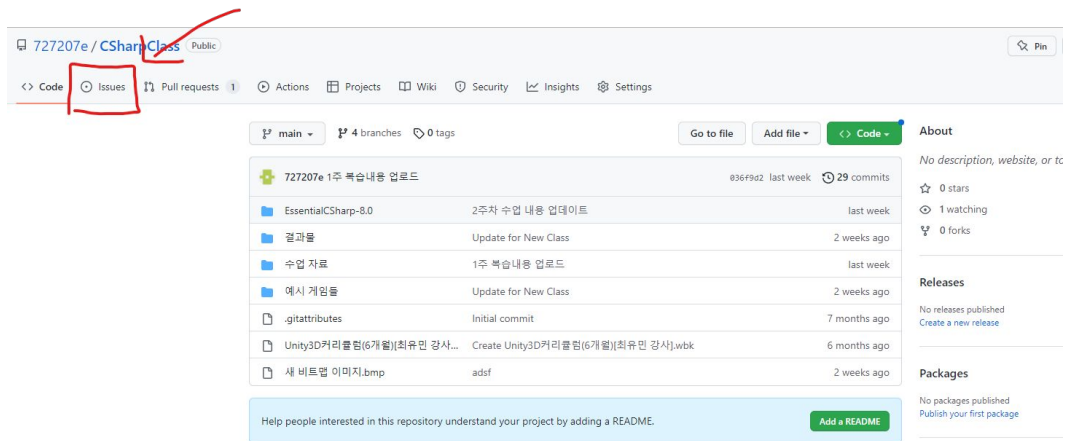 727207e / CSharpClass Public
Pin
Code Issues Pull requests 1 Actions Projects Wiki Security Insights Settings
main 4 branches 0 tags Go to file Add file Code
About
No description, website, or to
727207e 1주 복습내용 업로드 036f9d2 last week 29 commits
0 stars
EssentialCSharp-8.0 2주차 수업 내용 업데이트 last week
1 watching
0 forks
결과물 Update for New Class 2 weeks ago
수업 자료 1주 복습내용 업로드 last week
예시 게임들 Update for New Class 2 weeks ago
Releases
.gitattributes Initial commit 7 months ago
No releases published
Create a new release
Unity3D커리큘럼(6개월)[최유민 강사... Create Unity3D커리큘럼(6개월)[최유민 강사].wbk 6 months ago
새 비트맵 이미지.bmp adsf 2 weeks ago
Packages
No packages published
Publish your first package
Help people interested in this repository understand your project by adding a README. Add a README